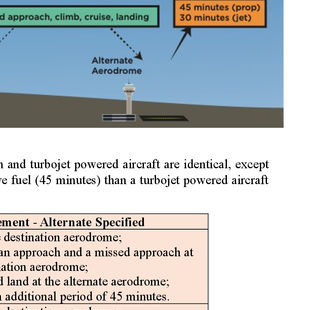 d approach, climb, cruise, landing
45 minutes (prop)
30 minutes (jet)
Alternate
Aerodrome
and turbojet powered aircraft are identical, except
fuel (45 minutes) than a turbojet powered aircraft
ement - Alternate Specified
destination aerodrome;
an approach and a missed approach at
nation aerodrome;
d land at the alternate aerodrome;
additional period of 45 minutes.